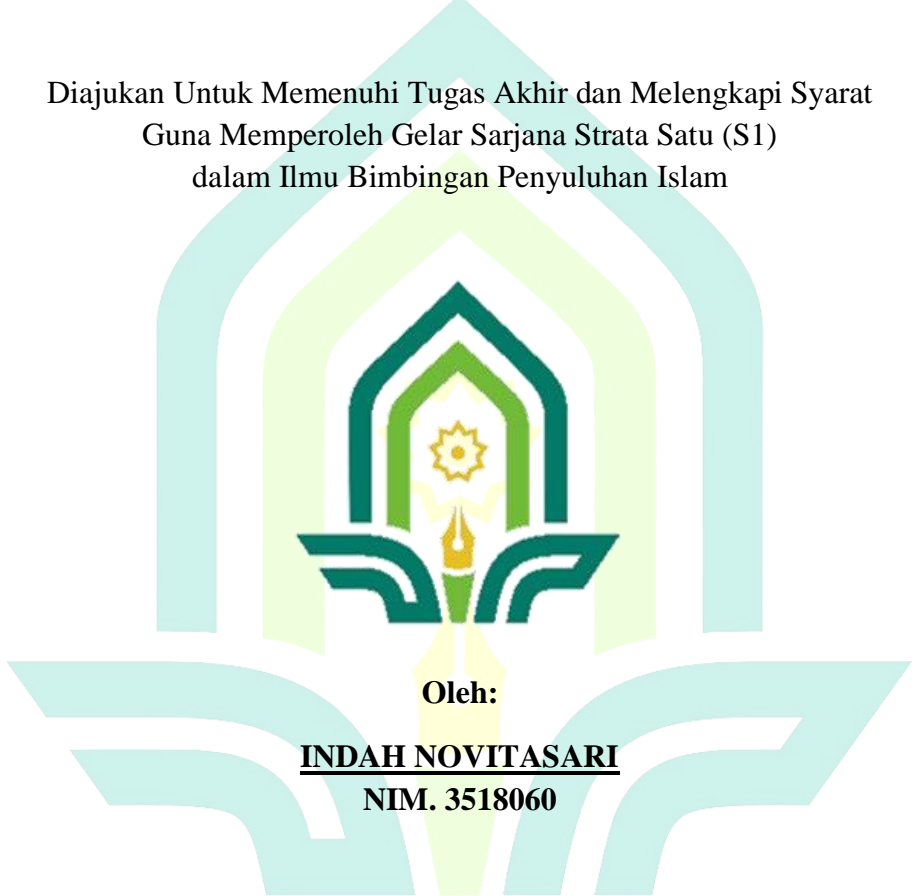 Diajukan Untuk Memenuhi Tugas Akhir dan Melengkapi Syarat
Guna Memperoleh Gelar Sarjana Strata Satu (S1)
dalam Ilmu Bimbingan Penyuluhan Islam
Oleh:
INDAH NOVITASARI
NIM. 3518060